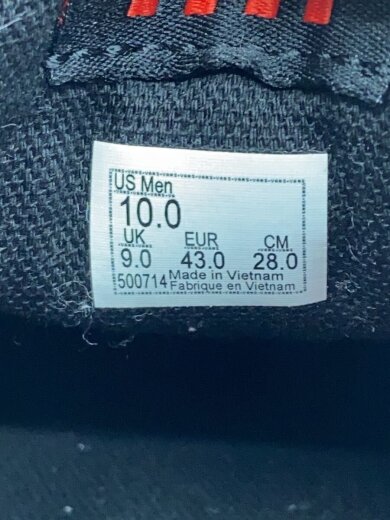 US Men
10.0
UK EUR CM
9.0 43.0 28.0
500714 Made in Vietnam
Fabrique en Vietnam